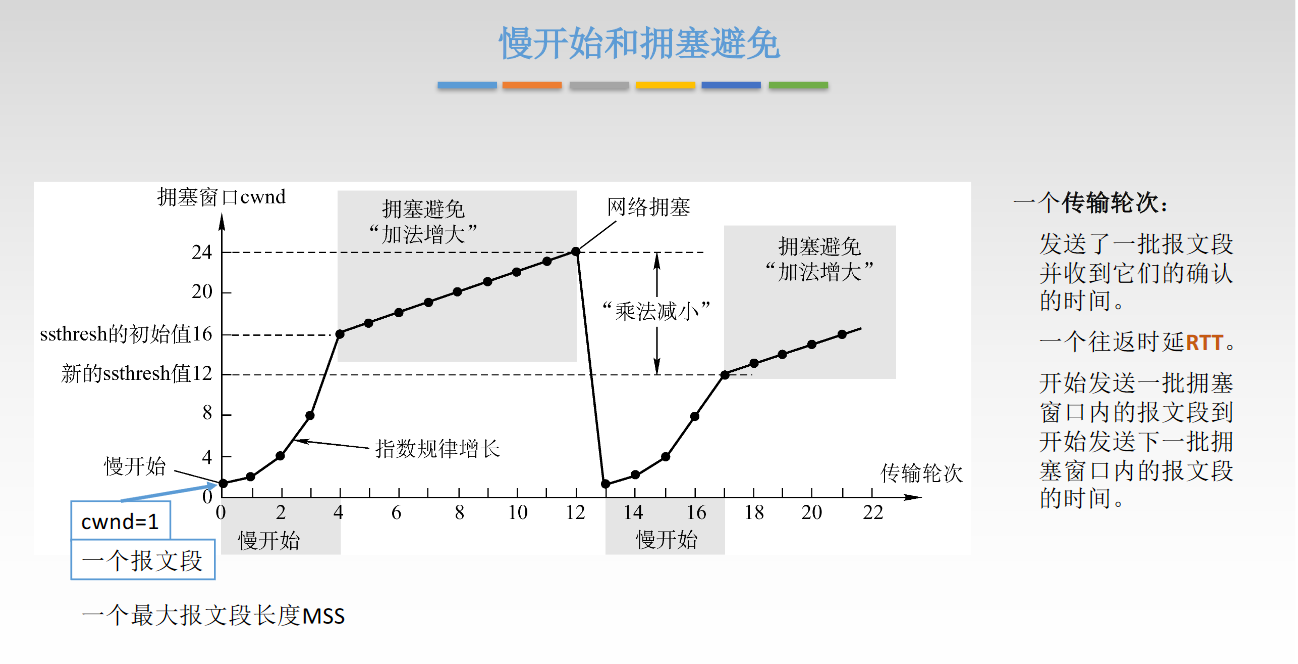 慢开始和拥塞避免
拥塞窗口cwnd
拥塞避免
“加法增大”
网络拥塞
拥塞避免
“加法增大”
24
20
“乘法减小”
ssthresh的初始值16
新的ssthresh值12
8
指数规律增长
4
慢开始
传输轮次
0
0 2 4 6 8 10 12 14 16 18 20 22
cwnd=1
慢开始
慢开始
一个报文段
一个最大报文段长度MSS
一个传输轮次：
发送了一批报文段
并收到它们的确认
的时间。
一个往返时延RTT。
开始发送一批拥塞
窗口内的报文段到
开始发送下一批拥
塞窗口内的报文段
的时间。